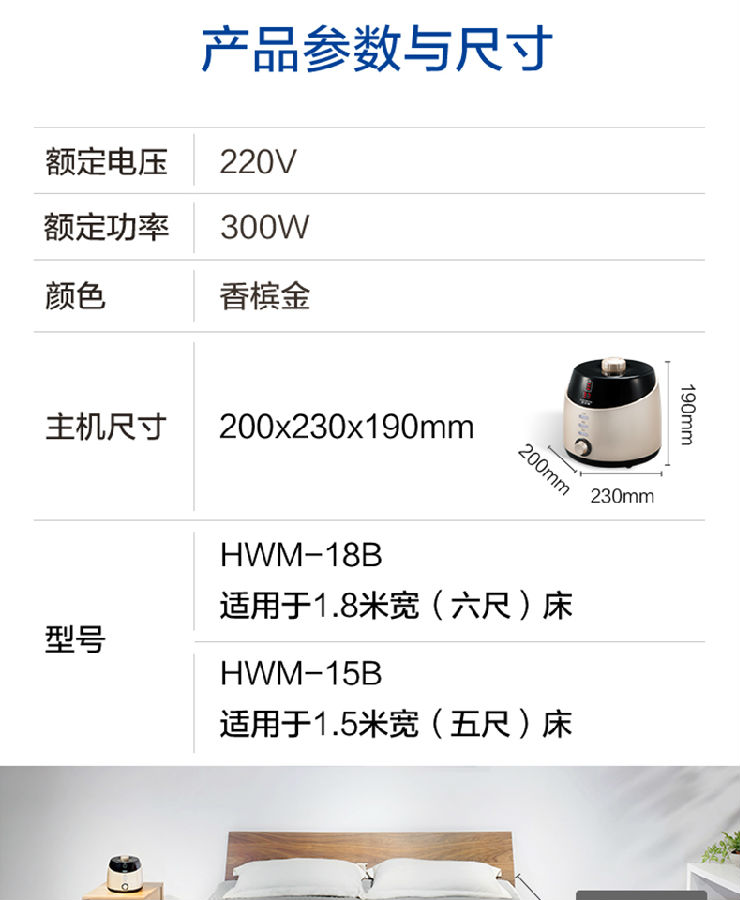 产品参数与尺寸
额定电压 220V
额定功率 300W
颜色 香槟金
主机尺寸 200x230x190mm
190mm
200mm
230mm
型号
HWM-18B
适用于1.8米宽（六尺）床
HWM-15B
适用于1.5米宽（五尺）床